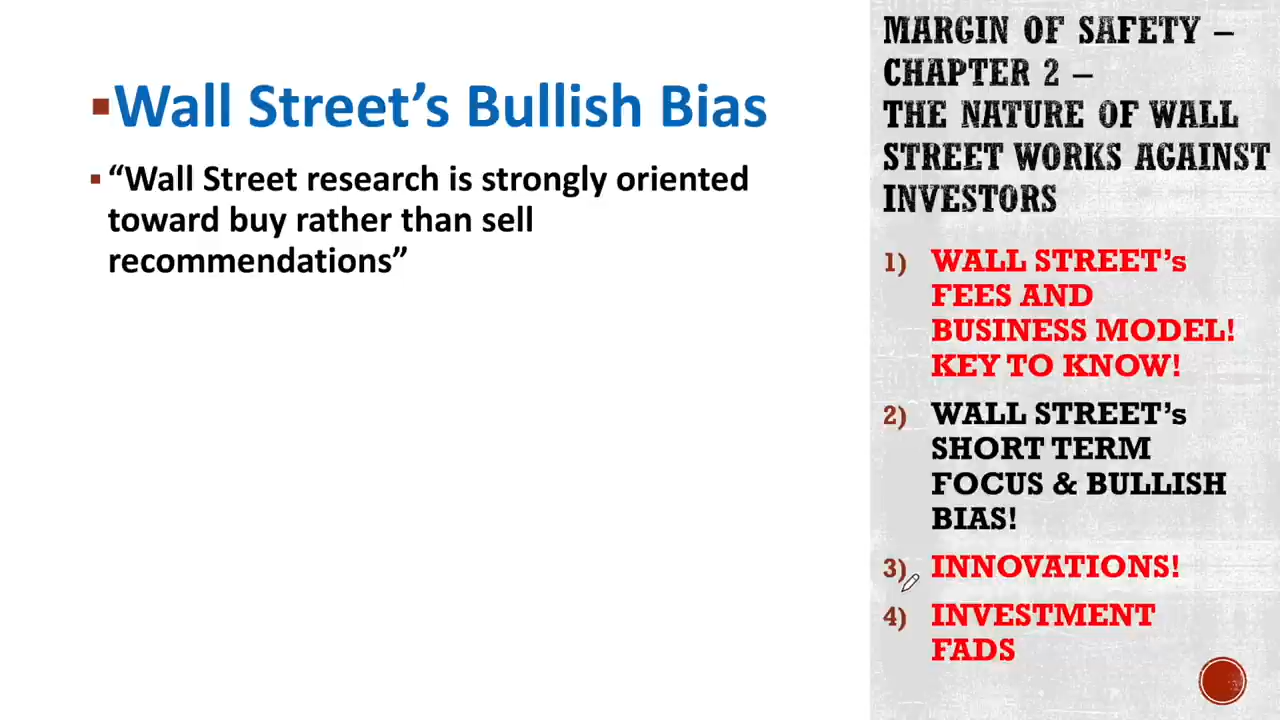 ▪Wall Street’s Bullish Bias
▪“Wall Street research is strongly oriented
toward buy rather than sell
recommendations”
MARGIN OF SAFETY –
CHAPTER 2 –
THE NATURE OF WALL
STREET WORKS AGAINST
INVESTORS
1) WALL STREET’s
FEES AND
BUSINESS MODEL!
KEY TO KNOW!
2) WALL STREET’s
SHORT TERM
FOCUS & BULLISH
BIAS!
3) INNOVATIONS!
4) INVESTMENT
FADS